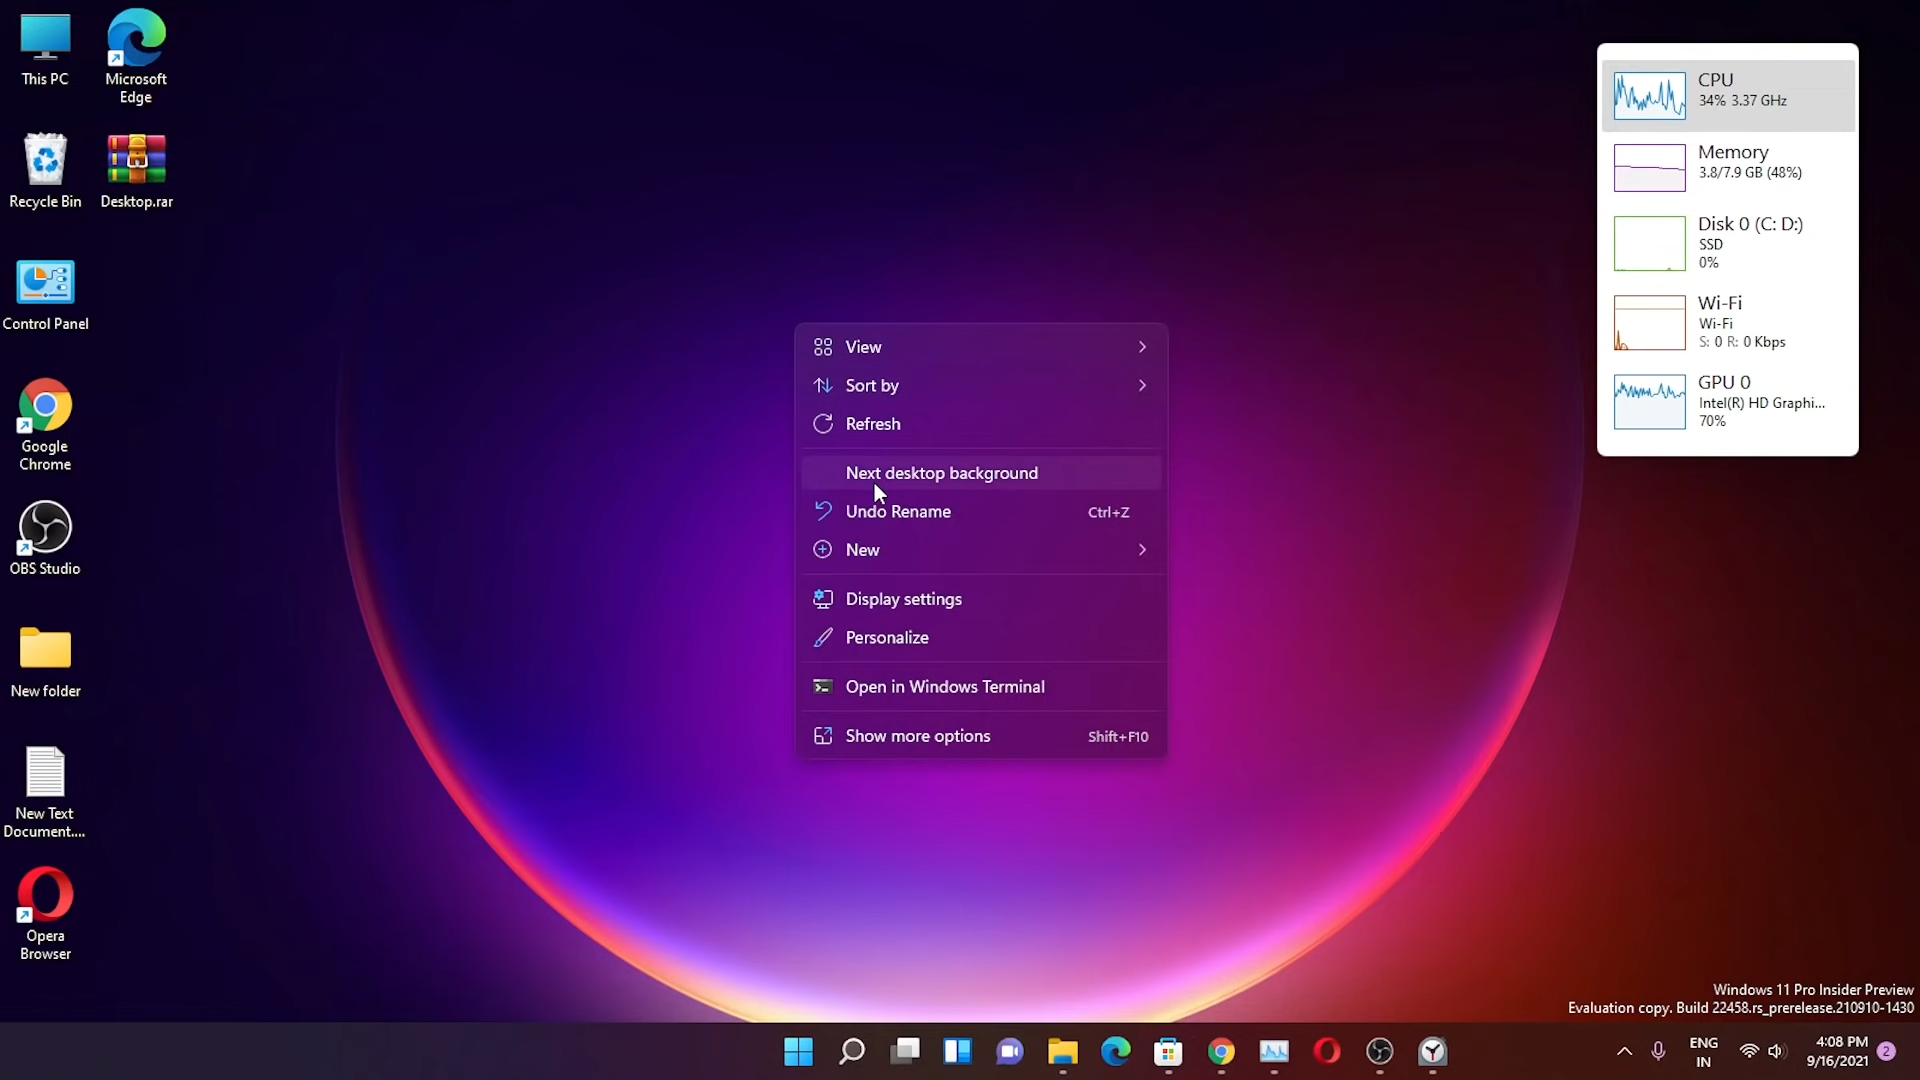 This PC
Microsoft
Edge
Recycle Bin
Desktop.rar
Control Panel
Google
Chrome
OBS Studio
New folder
New Text
Document....
Opera
Browser
View
Sort by
Refresh
Next desktop background
Undo Rename Ctrl+Z
New
Display settings
Personalize
Open in Windows Terminal
Show more options Shift+F10
CPU
34% 3.37 GHz
Memory
3.8/7.9 GB (48%)
Disk 0 (C: D:)
SSD
0%
Wi-Fi
Wi-Fi
S: 0 R: 0 Kbps
GPU 0
Intel(R) HD Graphi...
70%
Windows 11 Pro Insider Preview
Evaluation copy. Build 22458.rs_prerelease.210910-1430
ENG
IN
4:08 PM
9/16/2021
2